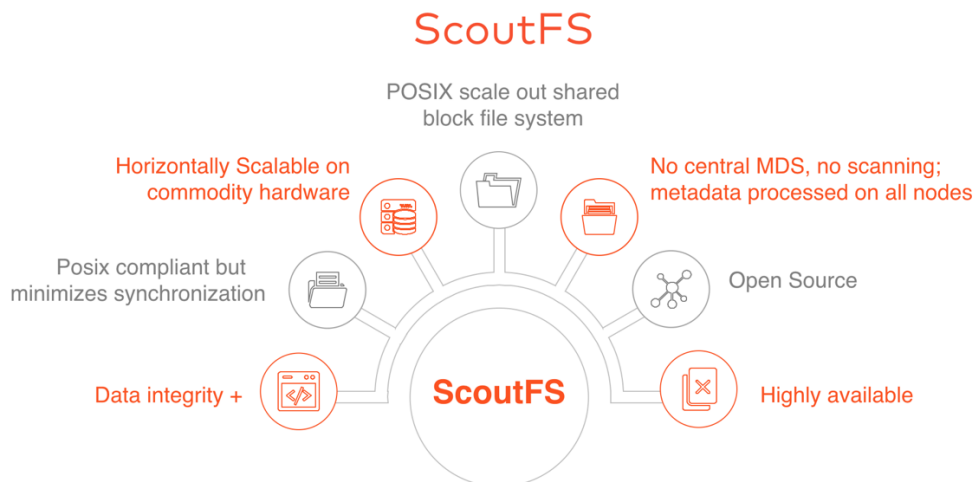 ScoutFS
POSIX scale out shared
block file system
Horizontally Scalable on
commodity hardware
No central MDS, no scanning;
metadata processed on all nodes
Posix compliant but
minimizes synchronization
Open Source
Data integrity +
ScoutFS
Highly available